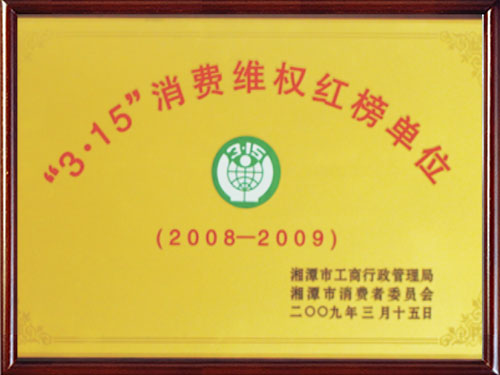 “3·15”消费维权红榜单位
3·15
(2008—2009)
湘潭市工商行政管理局
湘潭市消费者委员会
二〇〇九年三月十五日